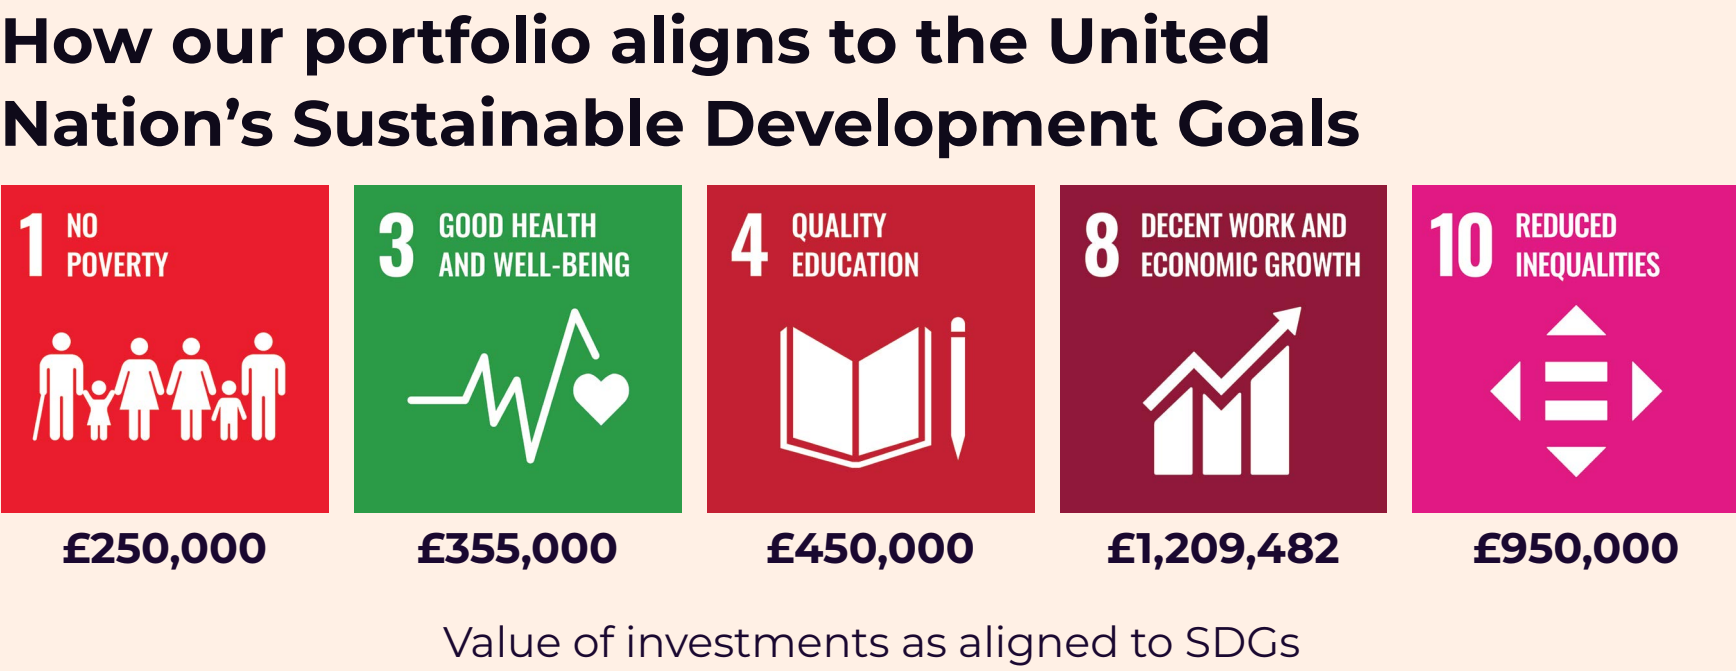 How our portfolio aligns to the United
Nation’s Sustainable Development Goals
1 NO
POVERTY
3 GOOD HEALTH
AND WELL-BEING
4 QUALITY
EDUCATION
8 DECENT WORK AND
ECONOMIC GROWTH
10 REDUCED
INEQUALITIES
£250,000
£355,000
£450,000
£1,209,482
£950,000
Value of investments as aligned to SDGs